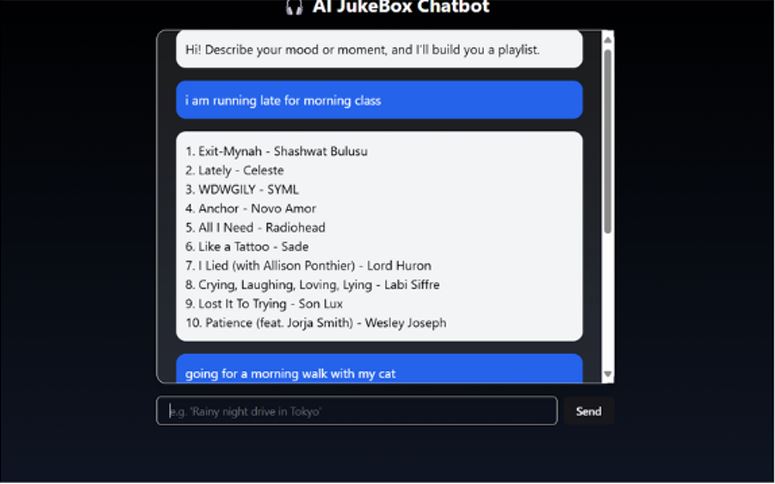 AI JukeBox Chatbot
Hi! Describe your mood or moment, and I'll build you a playlist.
i am running late for morning class
1. Exit-Mynah - Shashwat Bulusu
2. Lately - Celeste
3. WDWGILY - SYML
4. Anchor - Novo Amor
5. All I Need - Radiohead
6. Like a Tattoo - Sade
7. I Lied (with Allison Ponthier) - Lord Huron
8. Crying, Laughing, Loving, Lying - Labi Siffre
9. Lost It To Trying - Son Lux
10. Patience (feat. Jorja Smith) - Wesley Joseph
going for a morning walk with my cat
e.g. 'Rainy night drive in Tokyo'
Send